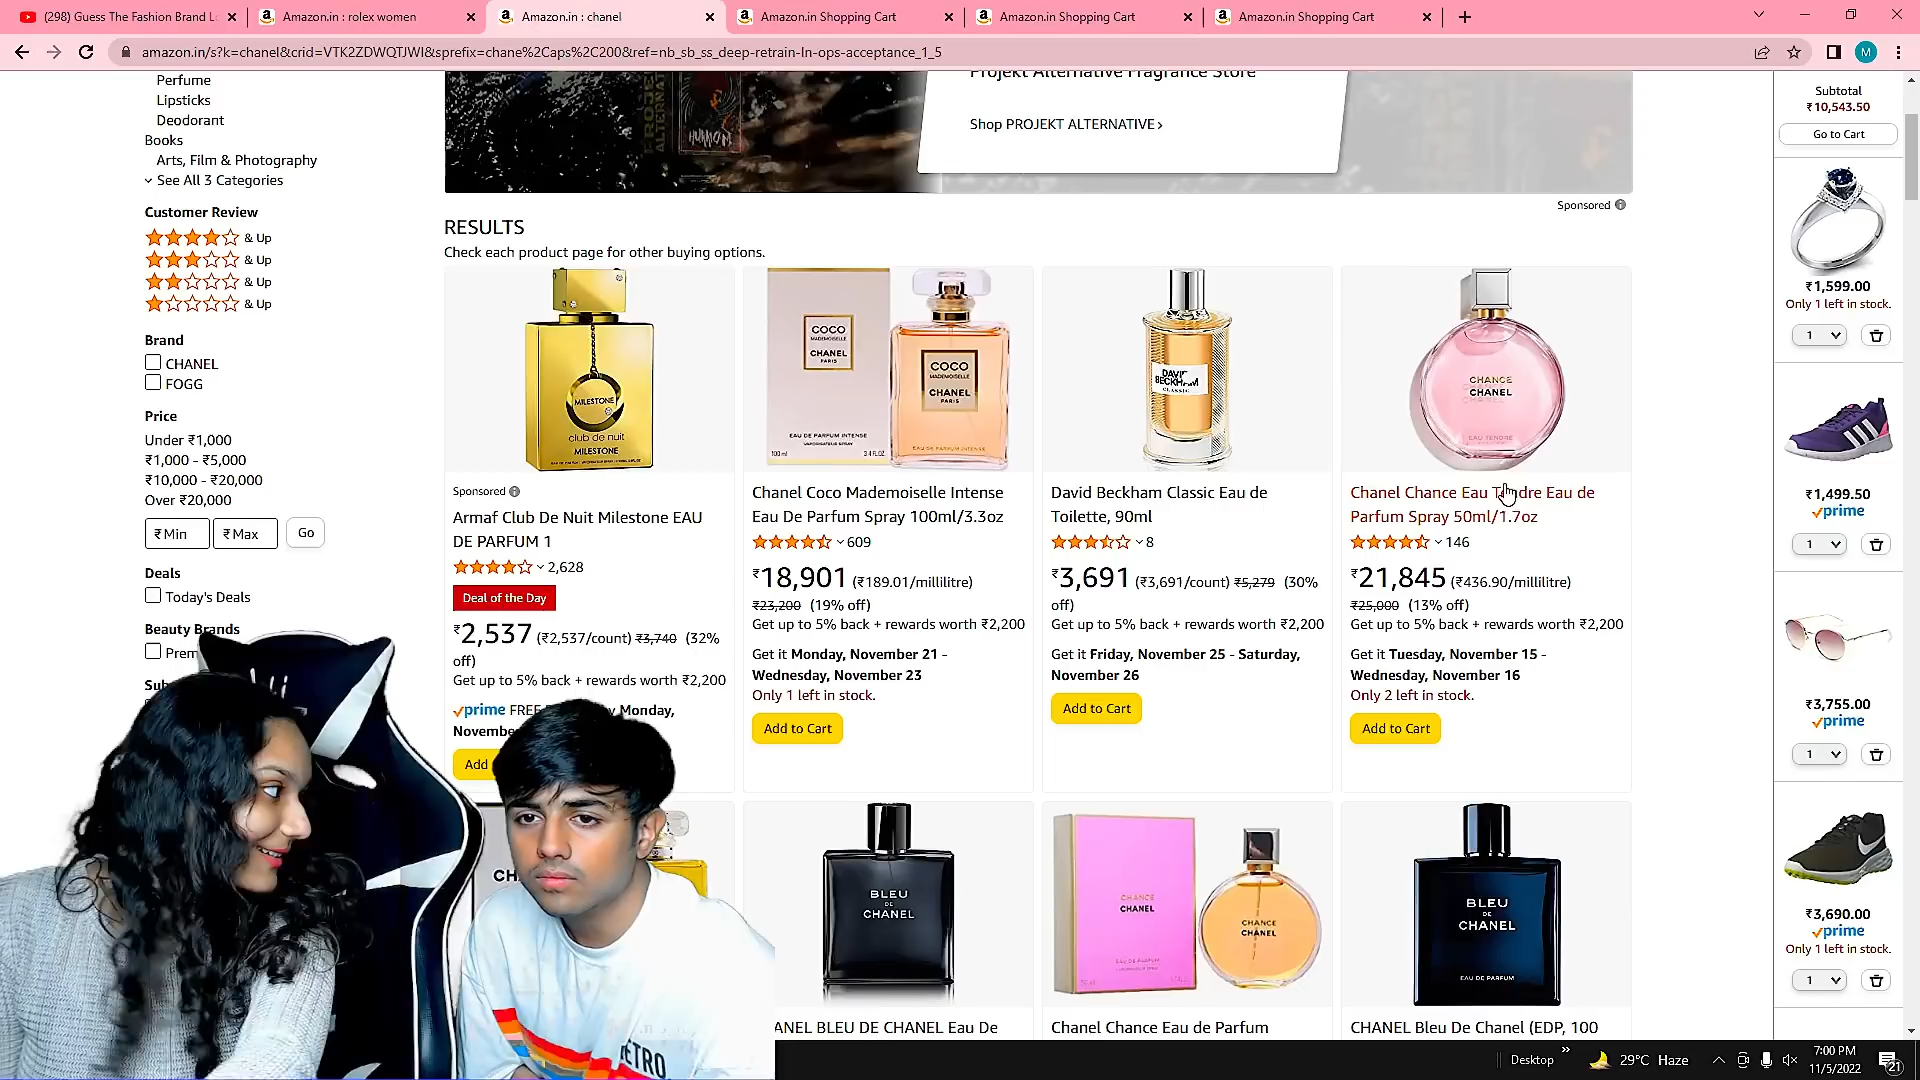 (298) Guess The Fashion Brand L
Amazon.in : rolex women
Amazon.in : chanel
Amazon.in Shopping Cart
Amazon.in Shopping Cart
Amazon.in Shopping Cart
amazon.in/s?k=chanel&crid=VTK2ZDWQTJWI&sprefix=chane%2Caps%2C200&ref=nb_sb_ss_deep-retrain-ln-ops-acceptance_1_5
M
Perfume
Lipsticks
Deodorant
Books
Arts, Film & Photography
See All 3 Categories
Customer Review
& Up
& Up
& Up
& Up
Brand
CHANEL
FOGG
Price
Under ₹1,000
₹1,000 - ₹5,000
₹10,000 - ₹20,000
Over ₹20,000
₹ Min
₹ Max
Go
Deals
Today's Deals
Beauty Brands
Prem
Projekt Alternative Fragrance Store
Shop PROJEKT ALTERNATIVE ›
Sponsored
RESULTS
Check each product page for other buying options.
MILESTONE
club de nuit
MILESTONE
Sponsored
Armaf Club De Nuit Milestone EAU
DE PARFUM 1
2,628
Deal of the Day
₹2,537 (₹2,537/count) ₹3,740 (32%
off)
Get up to 5% back + rewards worth ₹2,200
prime FREE
Monday,
Novembe
Add
COCO
MADEMOISELLE
CHANEL
PARIS
EAU DE PARFUM INTENSE
VAPORISATEUR SPRAY
100 ml
3.4 FL.OZ
COCO
MADEMOISELLE
CHANEL
PARIS
Chanel Coco Mademoiselle Intense
Eau De Parfum Spray 100ml/3.3oz
609
₹18,901 (₹189.01/millilitre)
₹23,200 (19% off)
Get up to 5% back + rewards worth ₹2,200
Get it Monday, November 21 -
Wednesday, November 23
Only 1 left in stock.
Add to Cart
DAVID
BECKHAM
CLASSIC
David Beckham Classic Eau de
Toilette, 90ml
8
₹3,691 (₹3,691/count) ₹5,279 (30%
off)
Get up to 5% back + rewards worth ₹2,200
Get it Friday, November 25 - Saturday,
November 26
Add to Cart
CHANCE
CHANEL
EAU TENDRE
Chanel Chance Eau Tendre Eau de
Parfum Spray 50ml/1.7oz
146
₹21,845 (₹436.90/millilitre)
₹25,000 (13% off)
Get up to 5% back + rewards worth ₹2,200
Get it Tuesday, November 15 -
Wednesday, November 16
Only 2 left in stock.
Add to Cart
CH
BLEU
DE
CHANEL
ANEL BLEU DE CHANEL Eau De
CHANCE
CHANEL
CHANCE
CHANEL
Chanel Chance Eau de Parfum
BLEU
DE
CHANEL
EAU DE PARFUM
CHANEL Bleu De Chanel (EDP, 100
RETRO
Subtotal
₹10,543.50
Go to Cart
₹1,599.00
Only 1 left in stock.
1
₹1,499.50
prime
1
₹3,755.00
prime
1
₹3,690.00
prime
Only 1 left in stock.
1
Desktop
29°C Haze
7:00 PM
11/5/2022
21